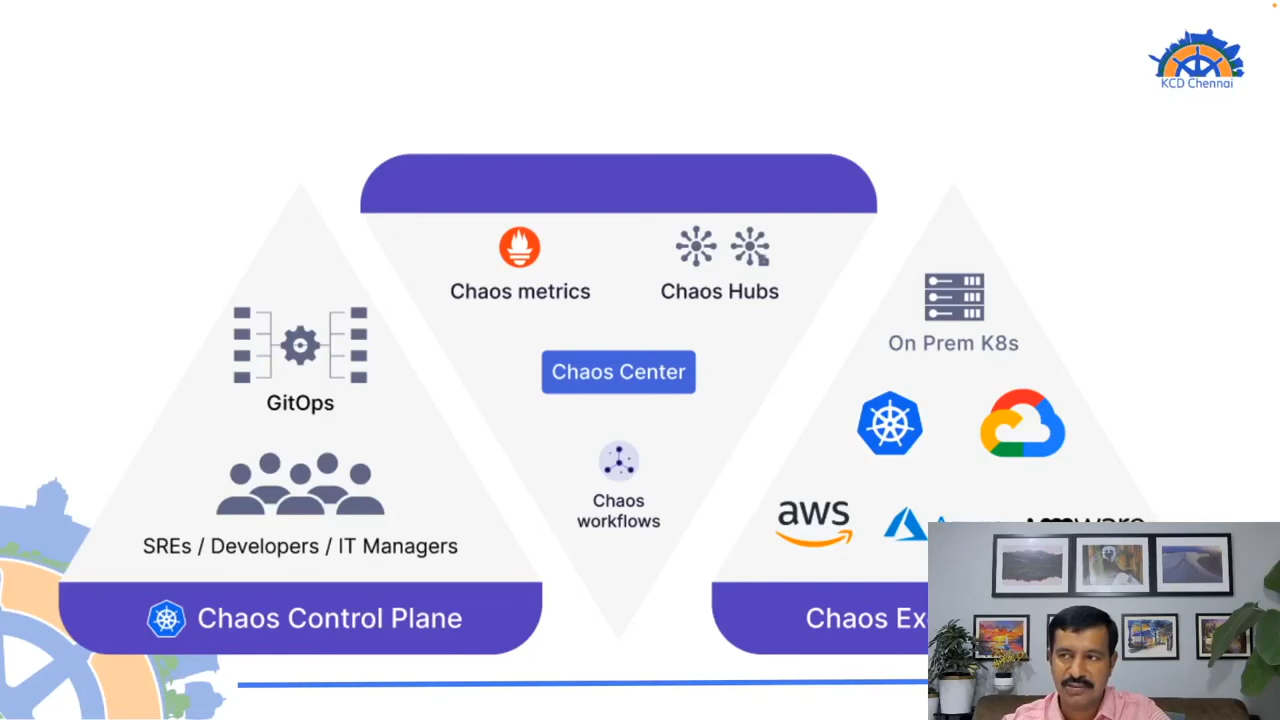 KCD Chennai
Chaos metrics
Chaos Hubs
On Prem K8s
Chaos Center
GitOps
aws
Chaos
workflows
SREs / Developers / IT Managers
Chaos Control Plane
Chaos